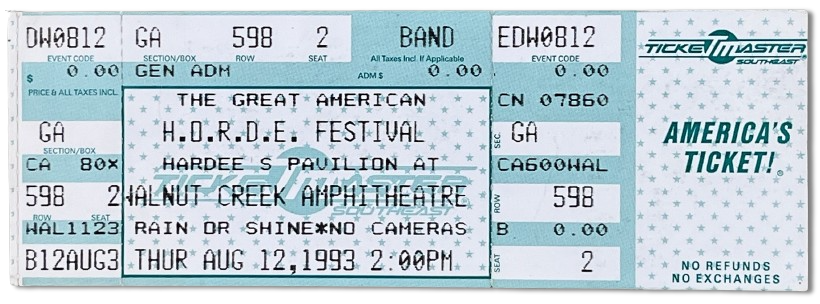 DW0812 GA 598 2 BAND EDW0812
EVENT CODE SECTION/BOX ROW SEAT All Taxes Incl. If Applicable EVENT CODE
$ 0.00 GEN ADM ADM $ 0.00 0.00
PRICE & ALL TAXES INCL.
THE GREAT AMERICAN
CN 07860
GA
SECTION/BOX
H.O.R.D.E. FESTIVAL
SEC. GA
CA 80X
HARDEE S PAVILION AT
CA600WAL
598 2
ROW SEAT
WALNUT CREEK AMPHITHEATRE
ROW 598
WAL1123
RAIN OR SHINE*NO CAMERAS
B 0.00
B12AUG3
THUR AUG 12,1993 2:00PM
SEAT 2
TICKETMASTER
SOUTHEAST
TICKETMASTER
SOUTHEAST®
AMERICA'S
TICKET!®
NO REFUNDS
NO EXCHANGES